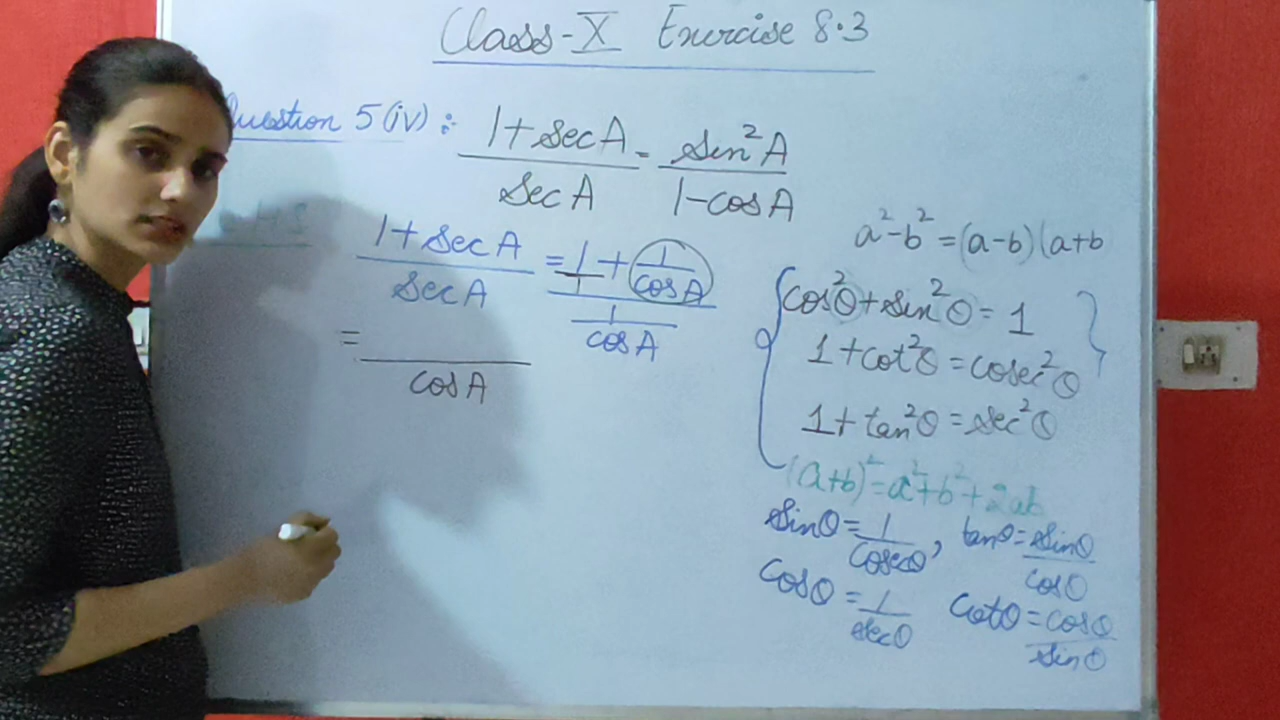 Class-X Exercise 8.3
Question 5(iv) :- (1+secA)/(secA) = (sin²A)/(1-cosA)
L.H.S
(1+secA)/(secA) = (1/1 + 1/cosA)/(1/cosA)
= /(cosA)
a²-b²=(a-b)(a+b
cos²θ+sin²θ=1
1+cot²θ=cosec²θ
1+tan²θ=sec²θ
(a+b)²=a²+b²+2ab
sinθ=1/cosecθ, tanθ=sinθ/cosθ
cosθ=1/secθ cotθ=cosθ/sinθ